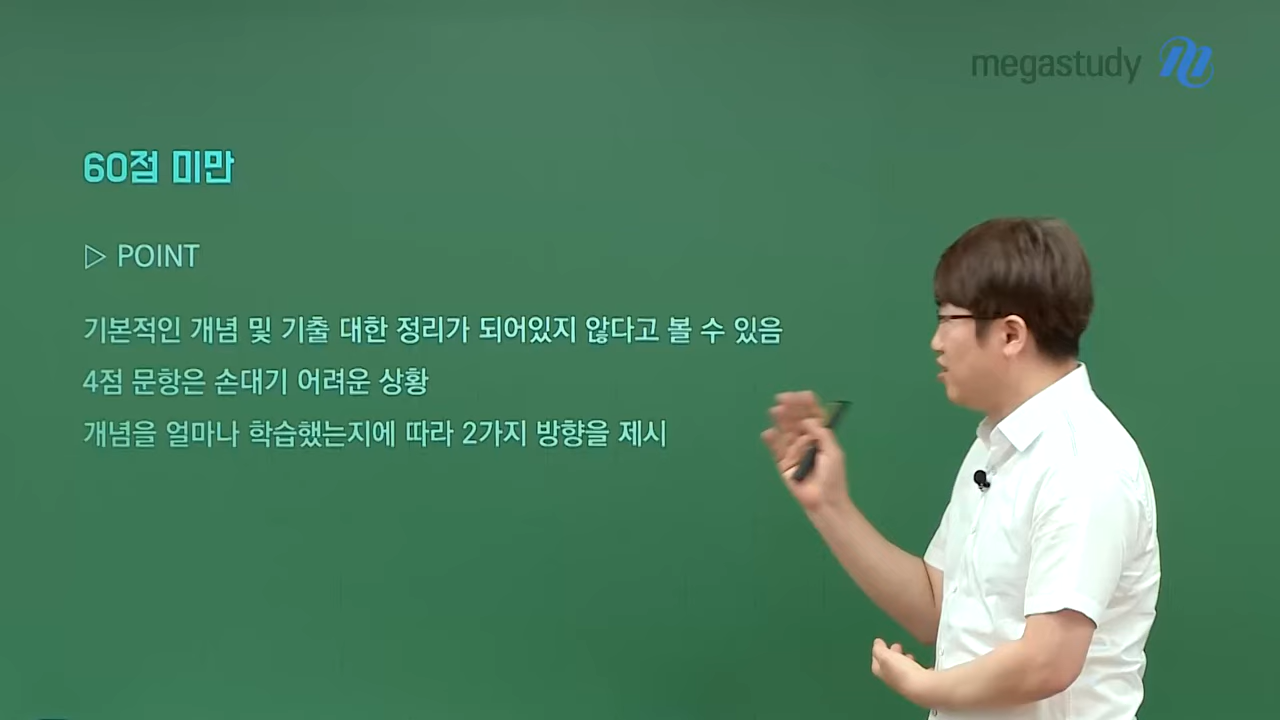 megastudy
60점 미만
▷ POINT
기본적인 개념 및 기출 대한 정리가 되어있지 않다고 볼 수 있음
4점 문항은 손대기 어려운 상황
개념을 얼마나 학습했는지에 따라 2가지 방향을 제시